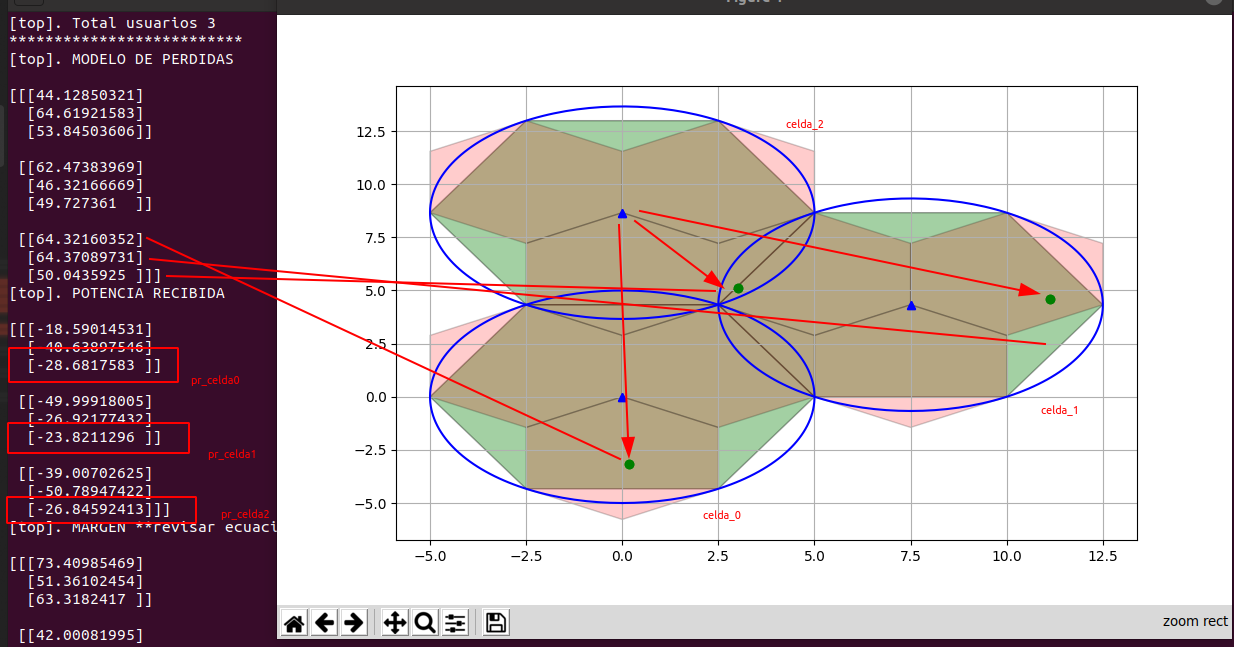 [top]. Total usuarios 3
**************************
[top]. MODELO DE PERDIDAS
[[[44.12850321]
[64.61921583]
[53.84503606]]
[[62.47383969]
[46.32166669]
[49.727361 ]]
[[64.32160352]
[64.37089731]
[50.0435925 ]]]
[top]. POTENCIA RECIBIDA
[[[-18.59014531]
[-40.63897546]
[-28.6817583 ]]
pr_celda0
[[-49.99918005]
[-26.92177432]
[-23.8211296 ]]
pr_celda1
[[-39.00702625]
[-50.78947422]
[-26.84592413]]]
pr_celda2
[top]. MARGEN **revisar ecuaci
[[[73.40985469]
[51.36102454]
[63.3182417 ]]
[[42.00081995]
12.5
10.0
7.5
5.0
2.5
0.0
−2.5
−5.0
−5.0 −2.5 0.0 2.5 5.0 7.5 10.0 12.5
celda_2
celda_1
celda_0
zoom rect